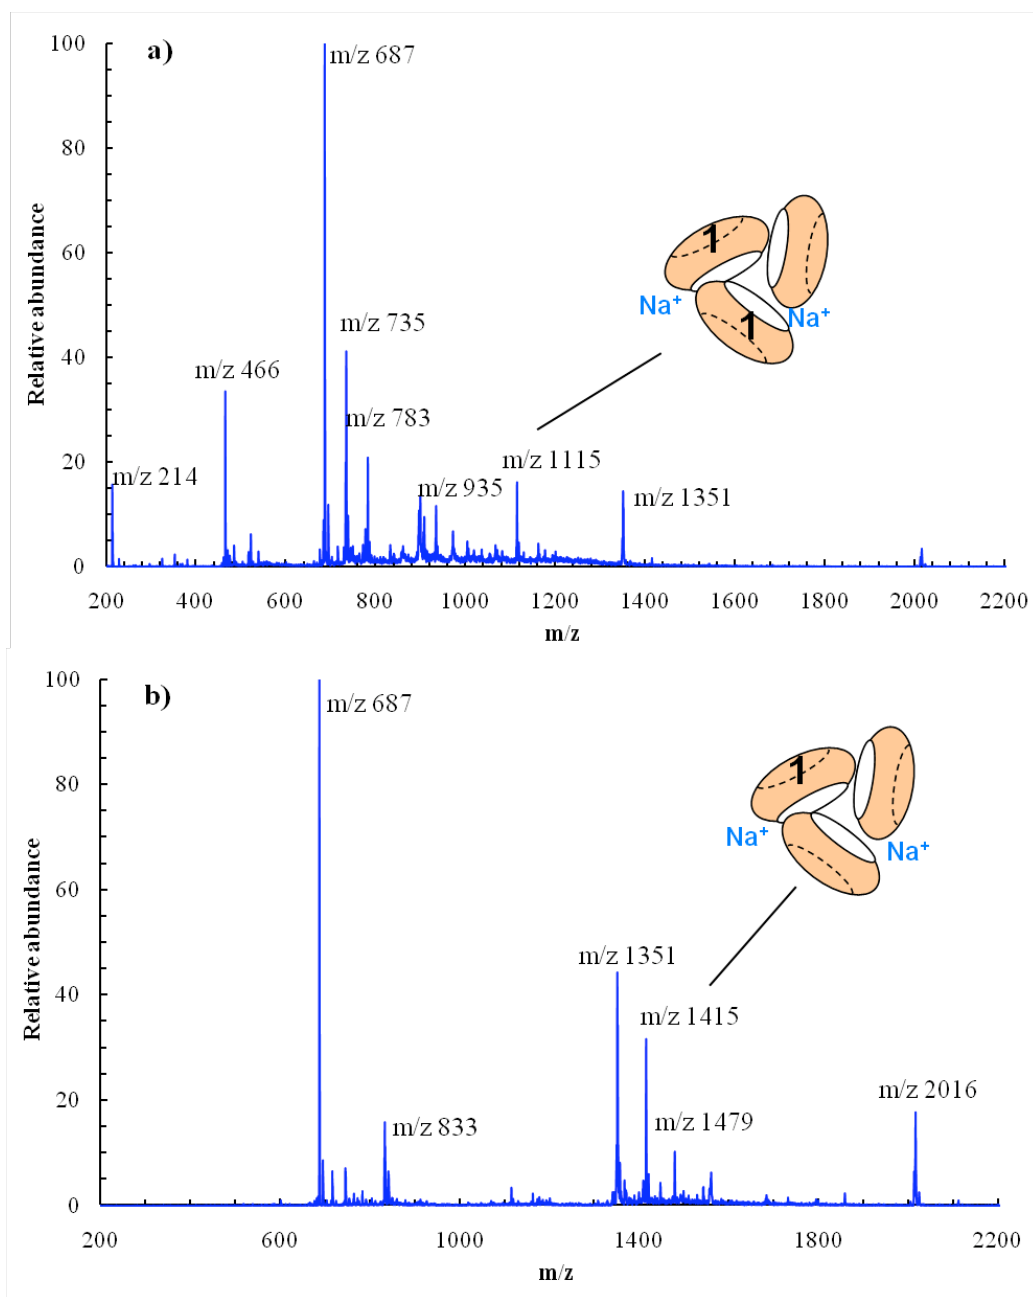 a)
100
80
60
40
20
0
Relative abundance
m/z 687
m/z 735
m/z 466
m/z 783
m/z 214
m/z 935
m/z 1115
m/z 1351
1
1
Na⁺
Na⁺
200 400 600 800 1000 1200 1400 1600 1800 2000 2200
m/z
b)
100
80
60
40
20
0
Relative abundance
m/z 687
m/z 1351
m/z 1415
m/z 833
m/z 1479
m/z 2016
1
Na⁺
Na⁺
200 600 1000 1400 1800 2200
m/z